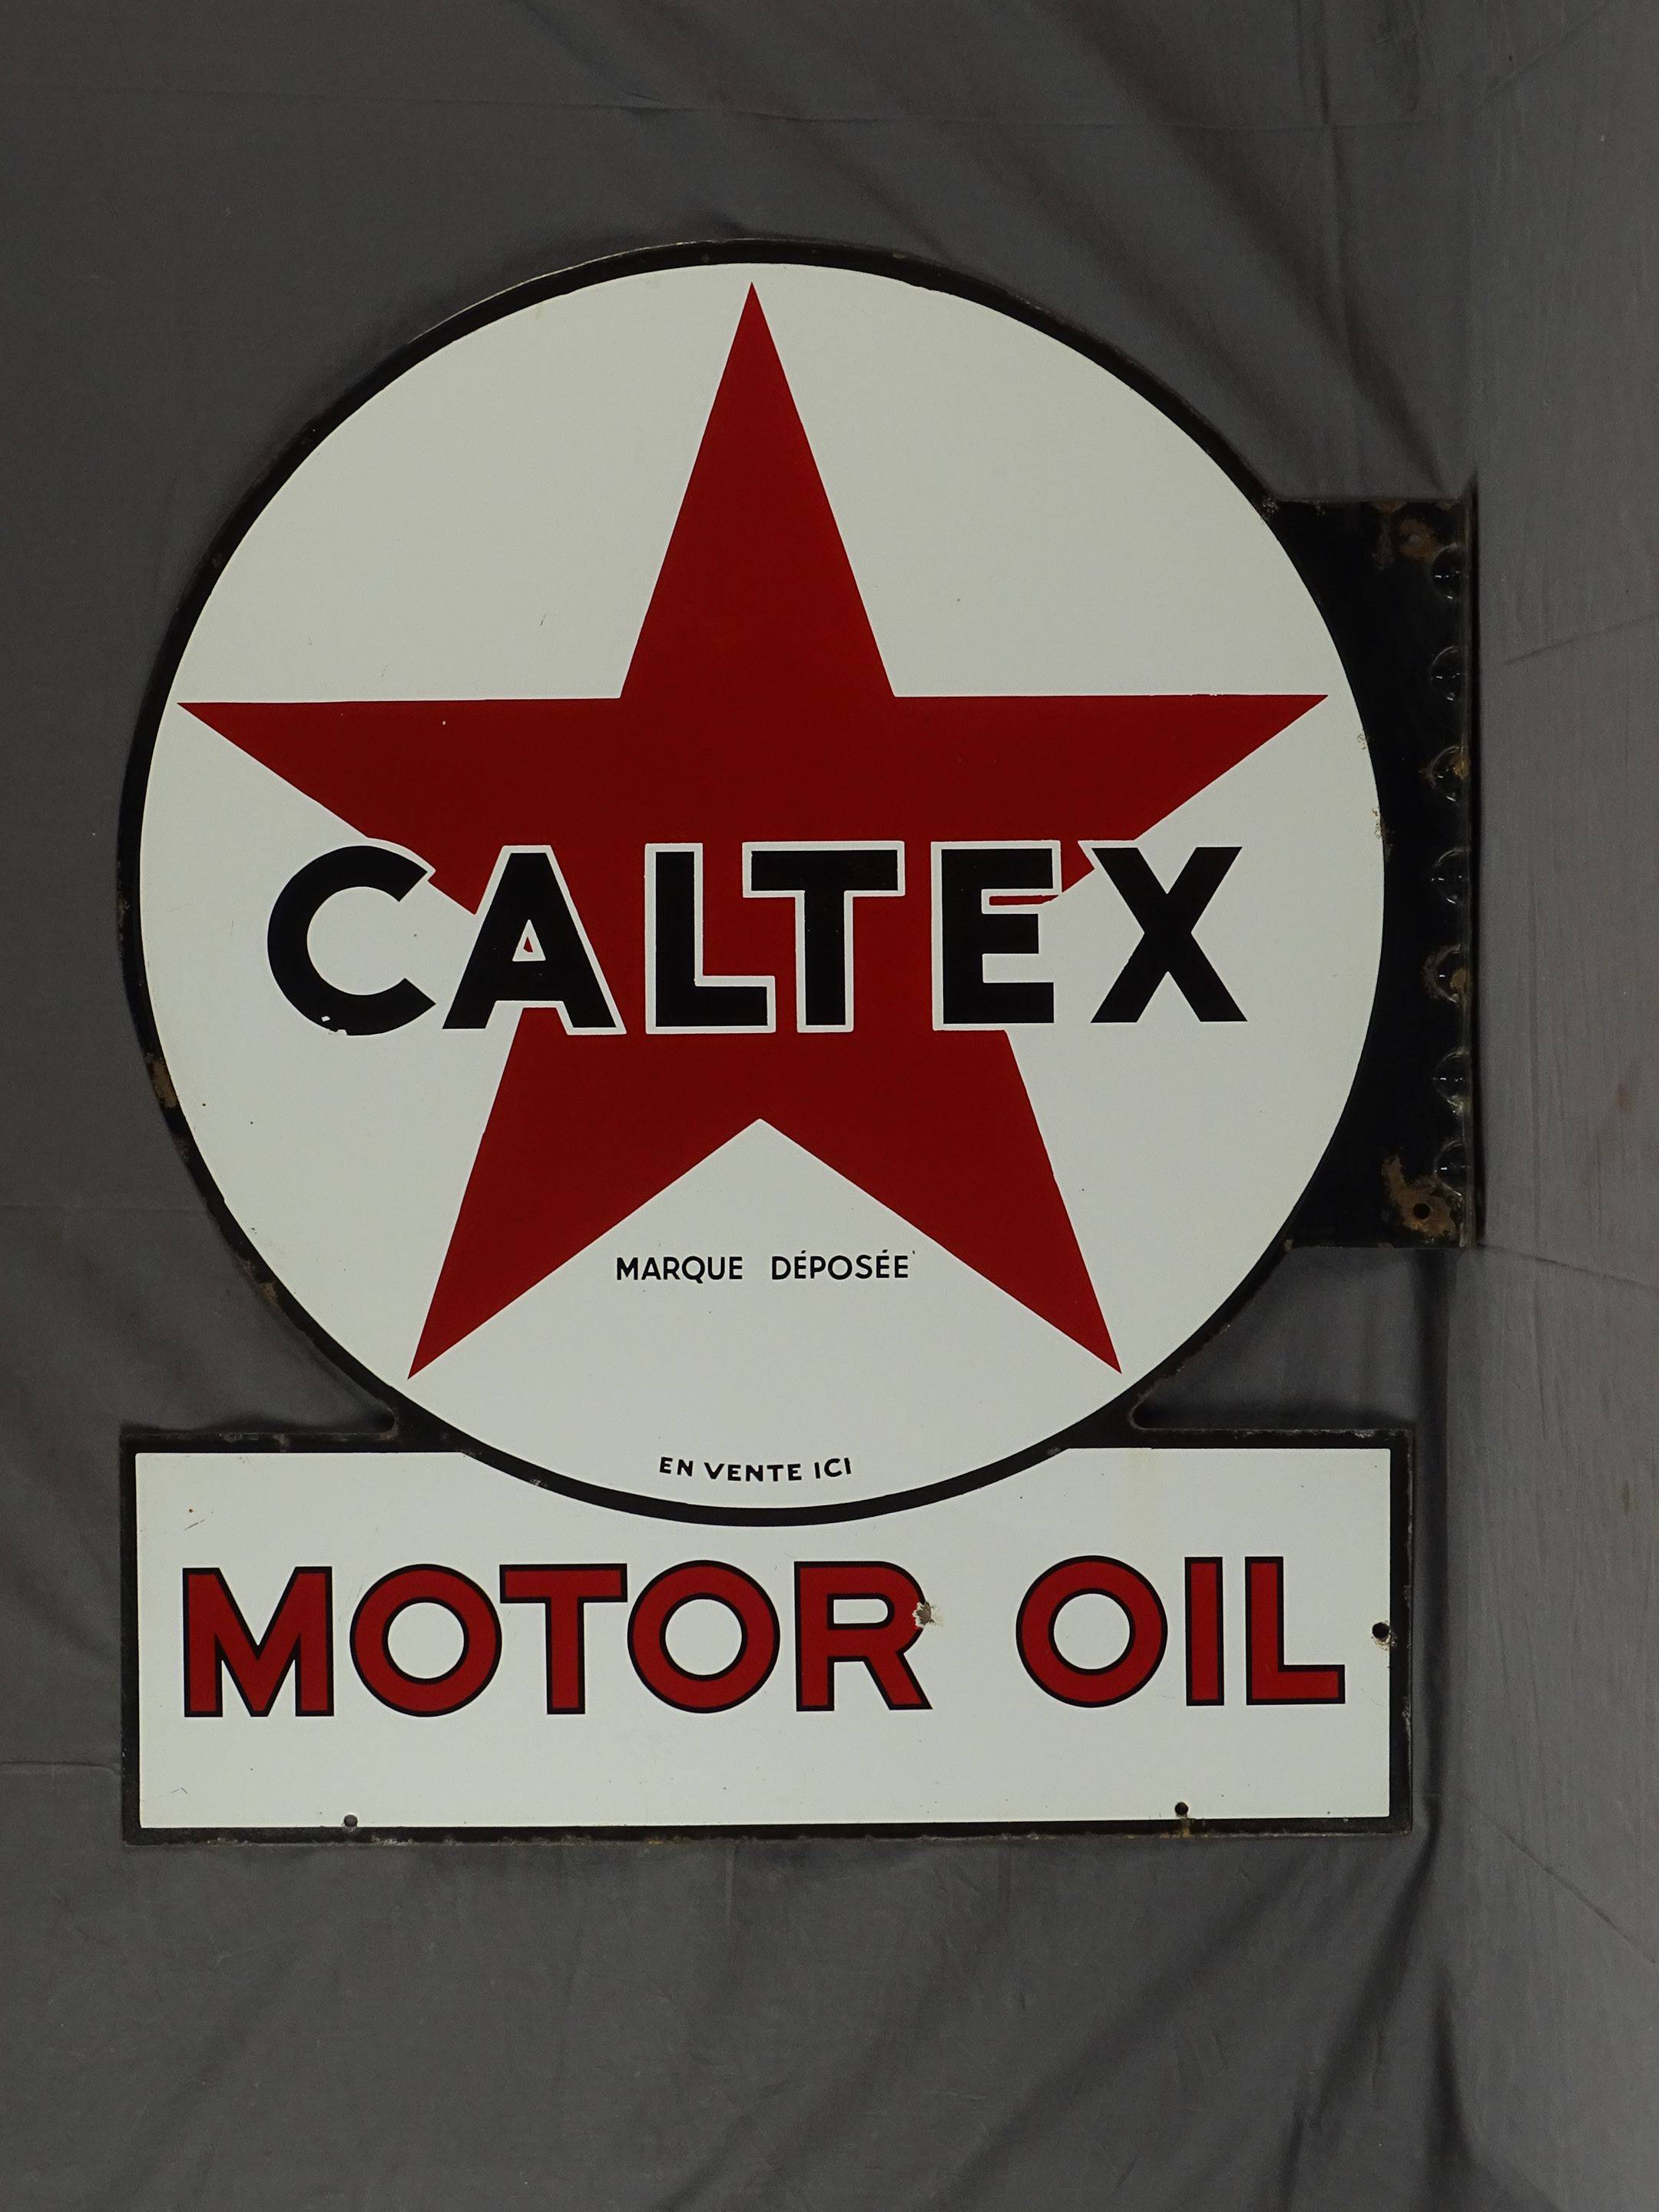 CALTEX
MARQUE DÉPOSÉE
EN VENTE ICI
MOTOR OIL